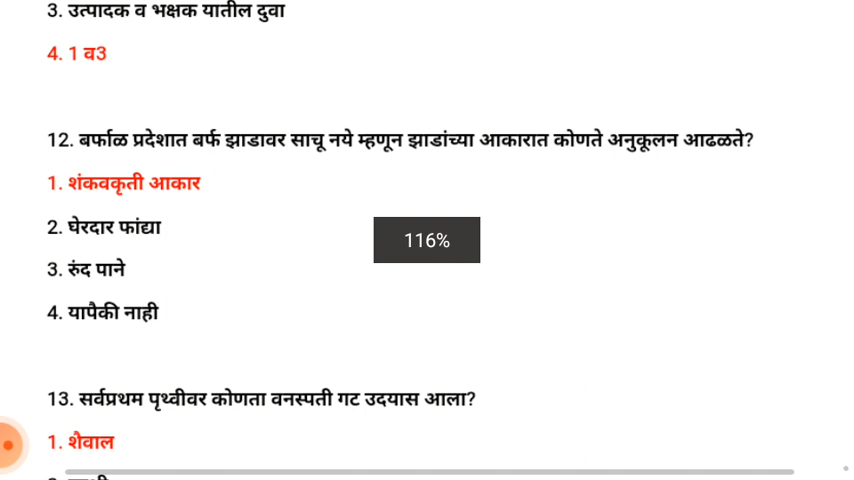 3. उत्पादक व भक्षक यातील दुवा
4. 1 व3
12. बर्फाळ प्रदेशात बर्फ झाडावर साचू नये म्हणून झाडांच्या आकारात कोणते अनुकूलन आढळते?
1. शंकवकृती आकार
2. घेरदार फांद्या
116%
3. रुंद पाने
4. यापैकी नाही
13. सर्वप्रथम पृथ्वीवर कोणता वनस्पती गट उदयास आला?
1. शैवाल